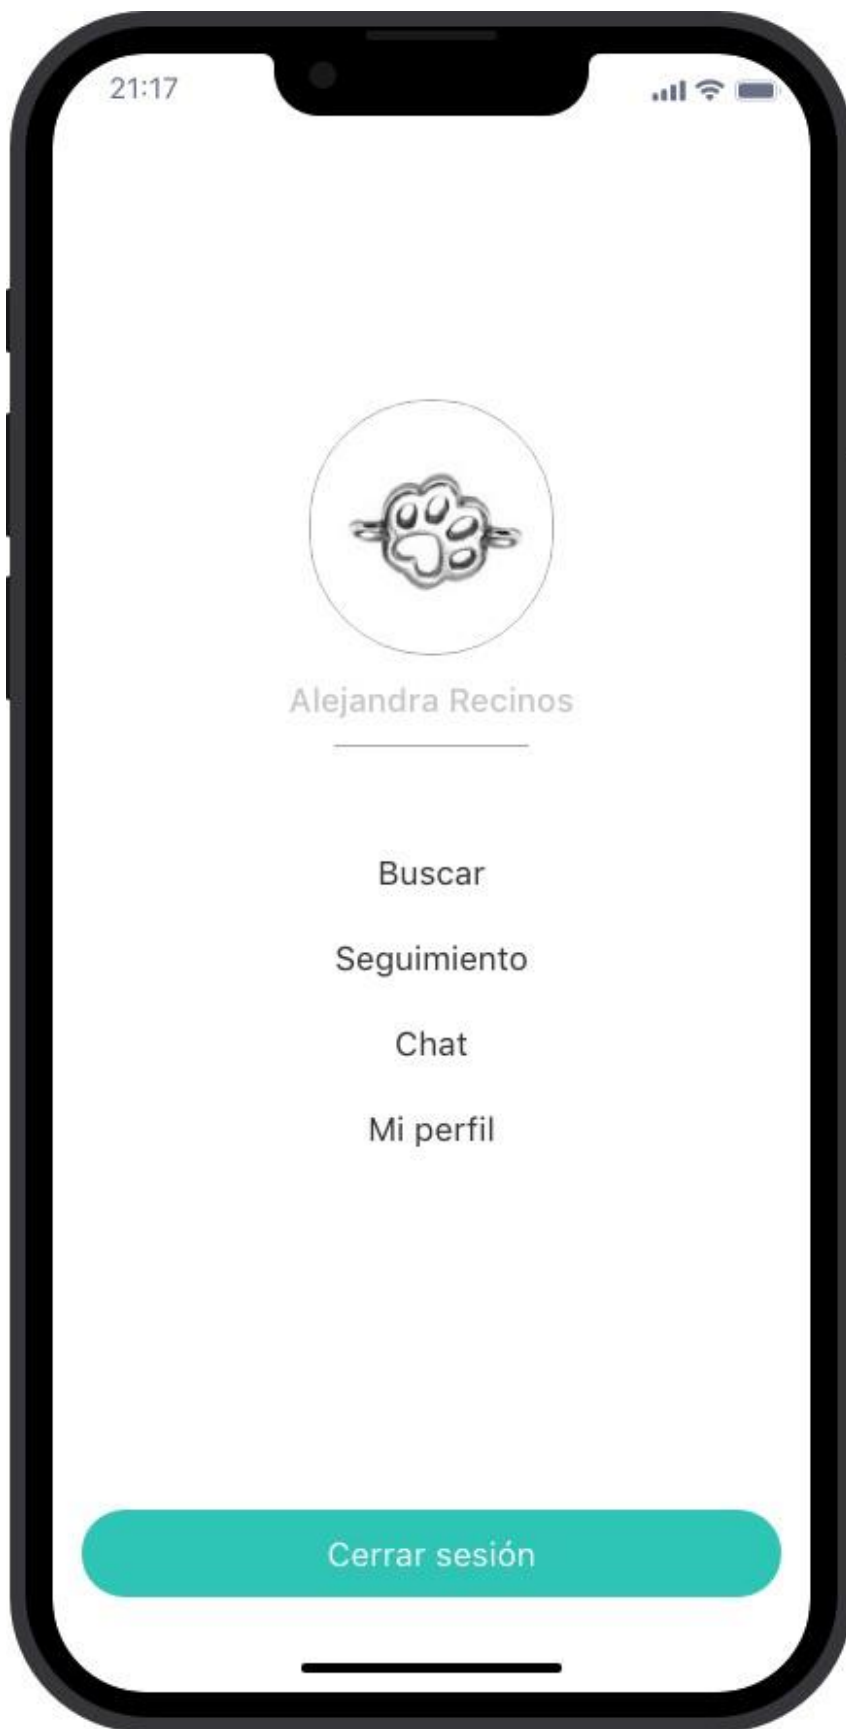 21:17
Alejandra Recinos
Buscar
Seguimiento
Chat
Mi perfil
Cerrar sesión